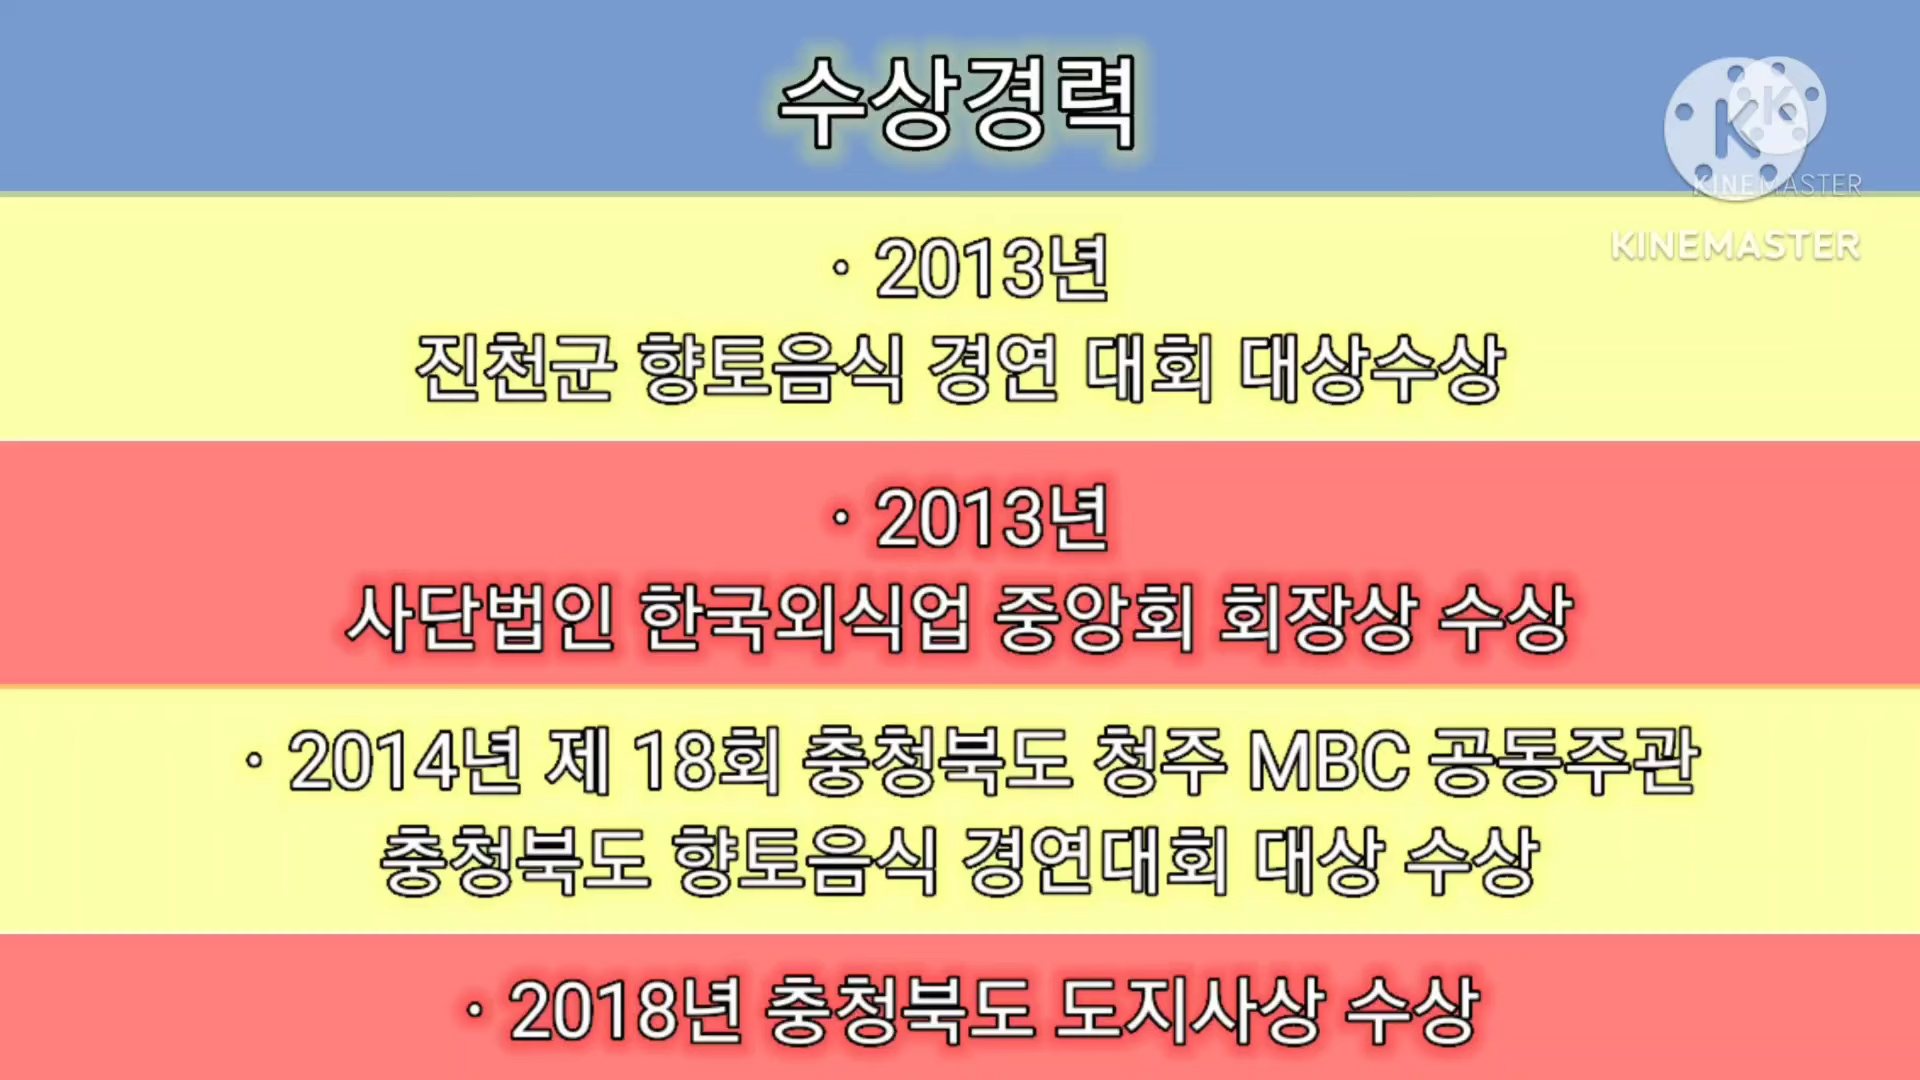 수상경력
KINEMASTER
KINEMASTER
· 2013년
진천군 향토음식 경연 대회 대상수상
· 2013년
사단법인 한국외식업 중앙회 회장상 수상
· 2014년 제 18회 충청북도 청주 MBC 공동주관
충청북도 향토음식 경연대회 대상 수상
· 2018년 충청북도 도지사상 수상